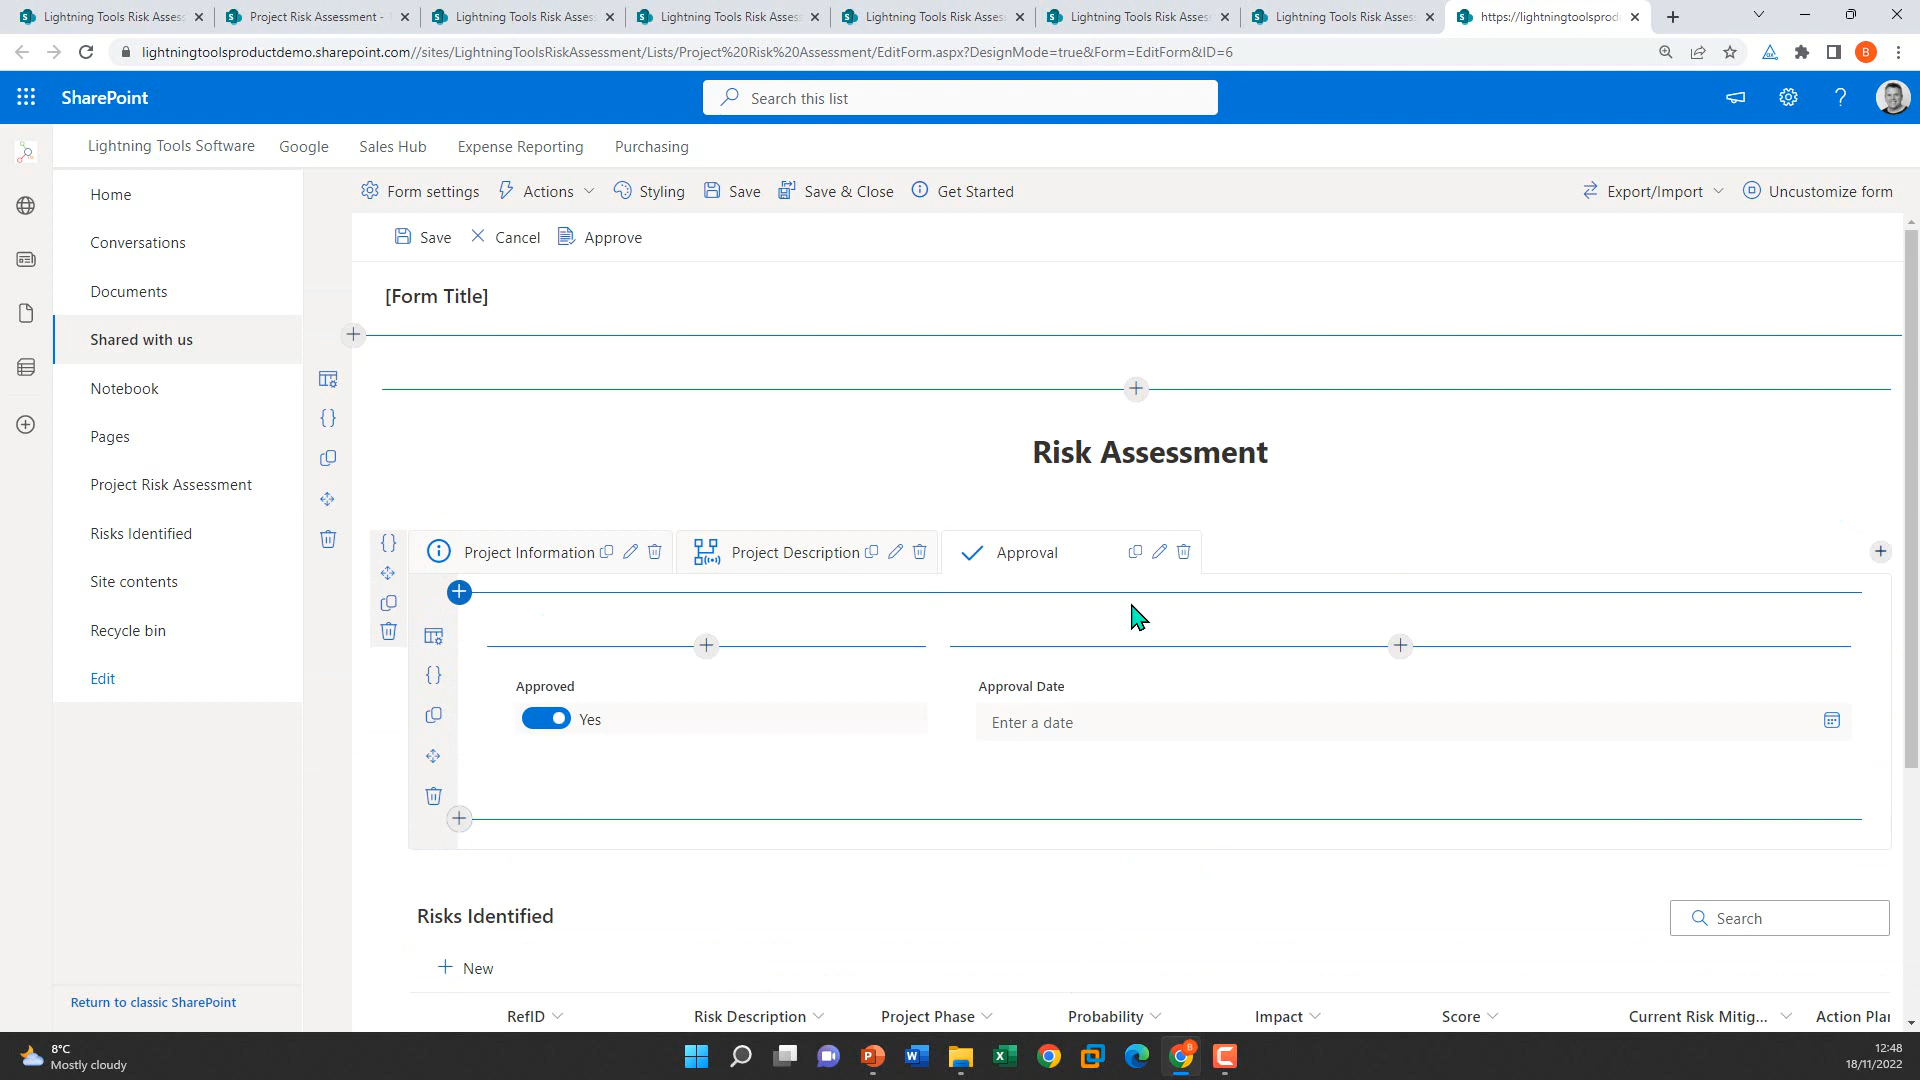 Lightning Tools Risk Assess
Project Risk Assessment -
Lightning Tools Risk Asses
Lightning Tools Risk Assess
Lightning Tools Risk Assess
Lightning Tools Risk Asses
Lightning Tools Risk Assess
https://lightningtoolsprod
lightningtoolsproductdemo.sharepoint.com//sites/LightningToolsRiskAssessment/Lists/Project%20Risk%20Assessment/EditForm.aspx?DesignMode=true&Form=EditForm&ID=6
B
SharePoint
Search this list
Lightning Tools Software
Google
Sales Hub
Expense Reporting
Purchasing
Home
Conversations
Documents
Shared with us
Notebook
Pages
Project Risk Assessment
Risks Identified
Site contents
Recycle bin
Edit
Return to classic SharePoint
Form settings
Actions
Styling
Save
Save & Close
Get Started
Export/Import
Uncustomize form
Save
Cancel
Approve
[Form Title]
Risk Assessment
Project Information
Project Description
Approval
Approved
Yes
Approval Date
Enter a date
Risks Identified
Search
New
RefID
Risk Description
Project Phase
Probability
Impact
Score
Current Risk Mitig...
Action Plan
8°C
Mostly cloudy
12:48
18/11/2022